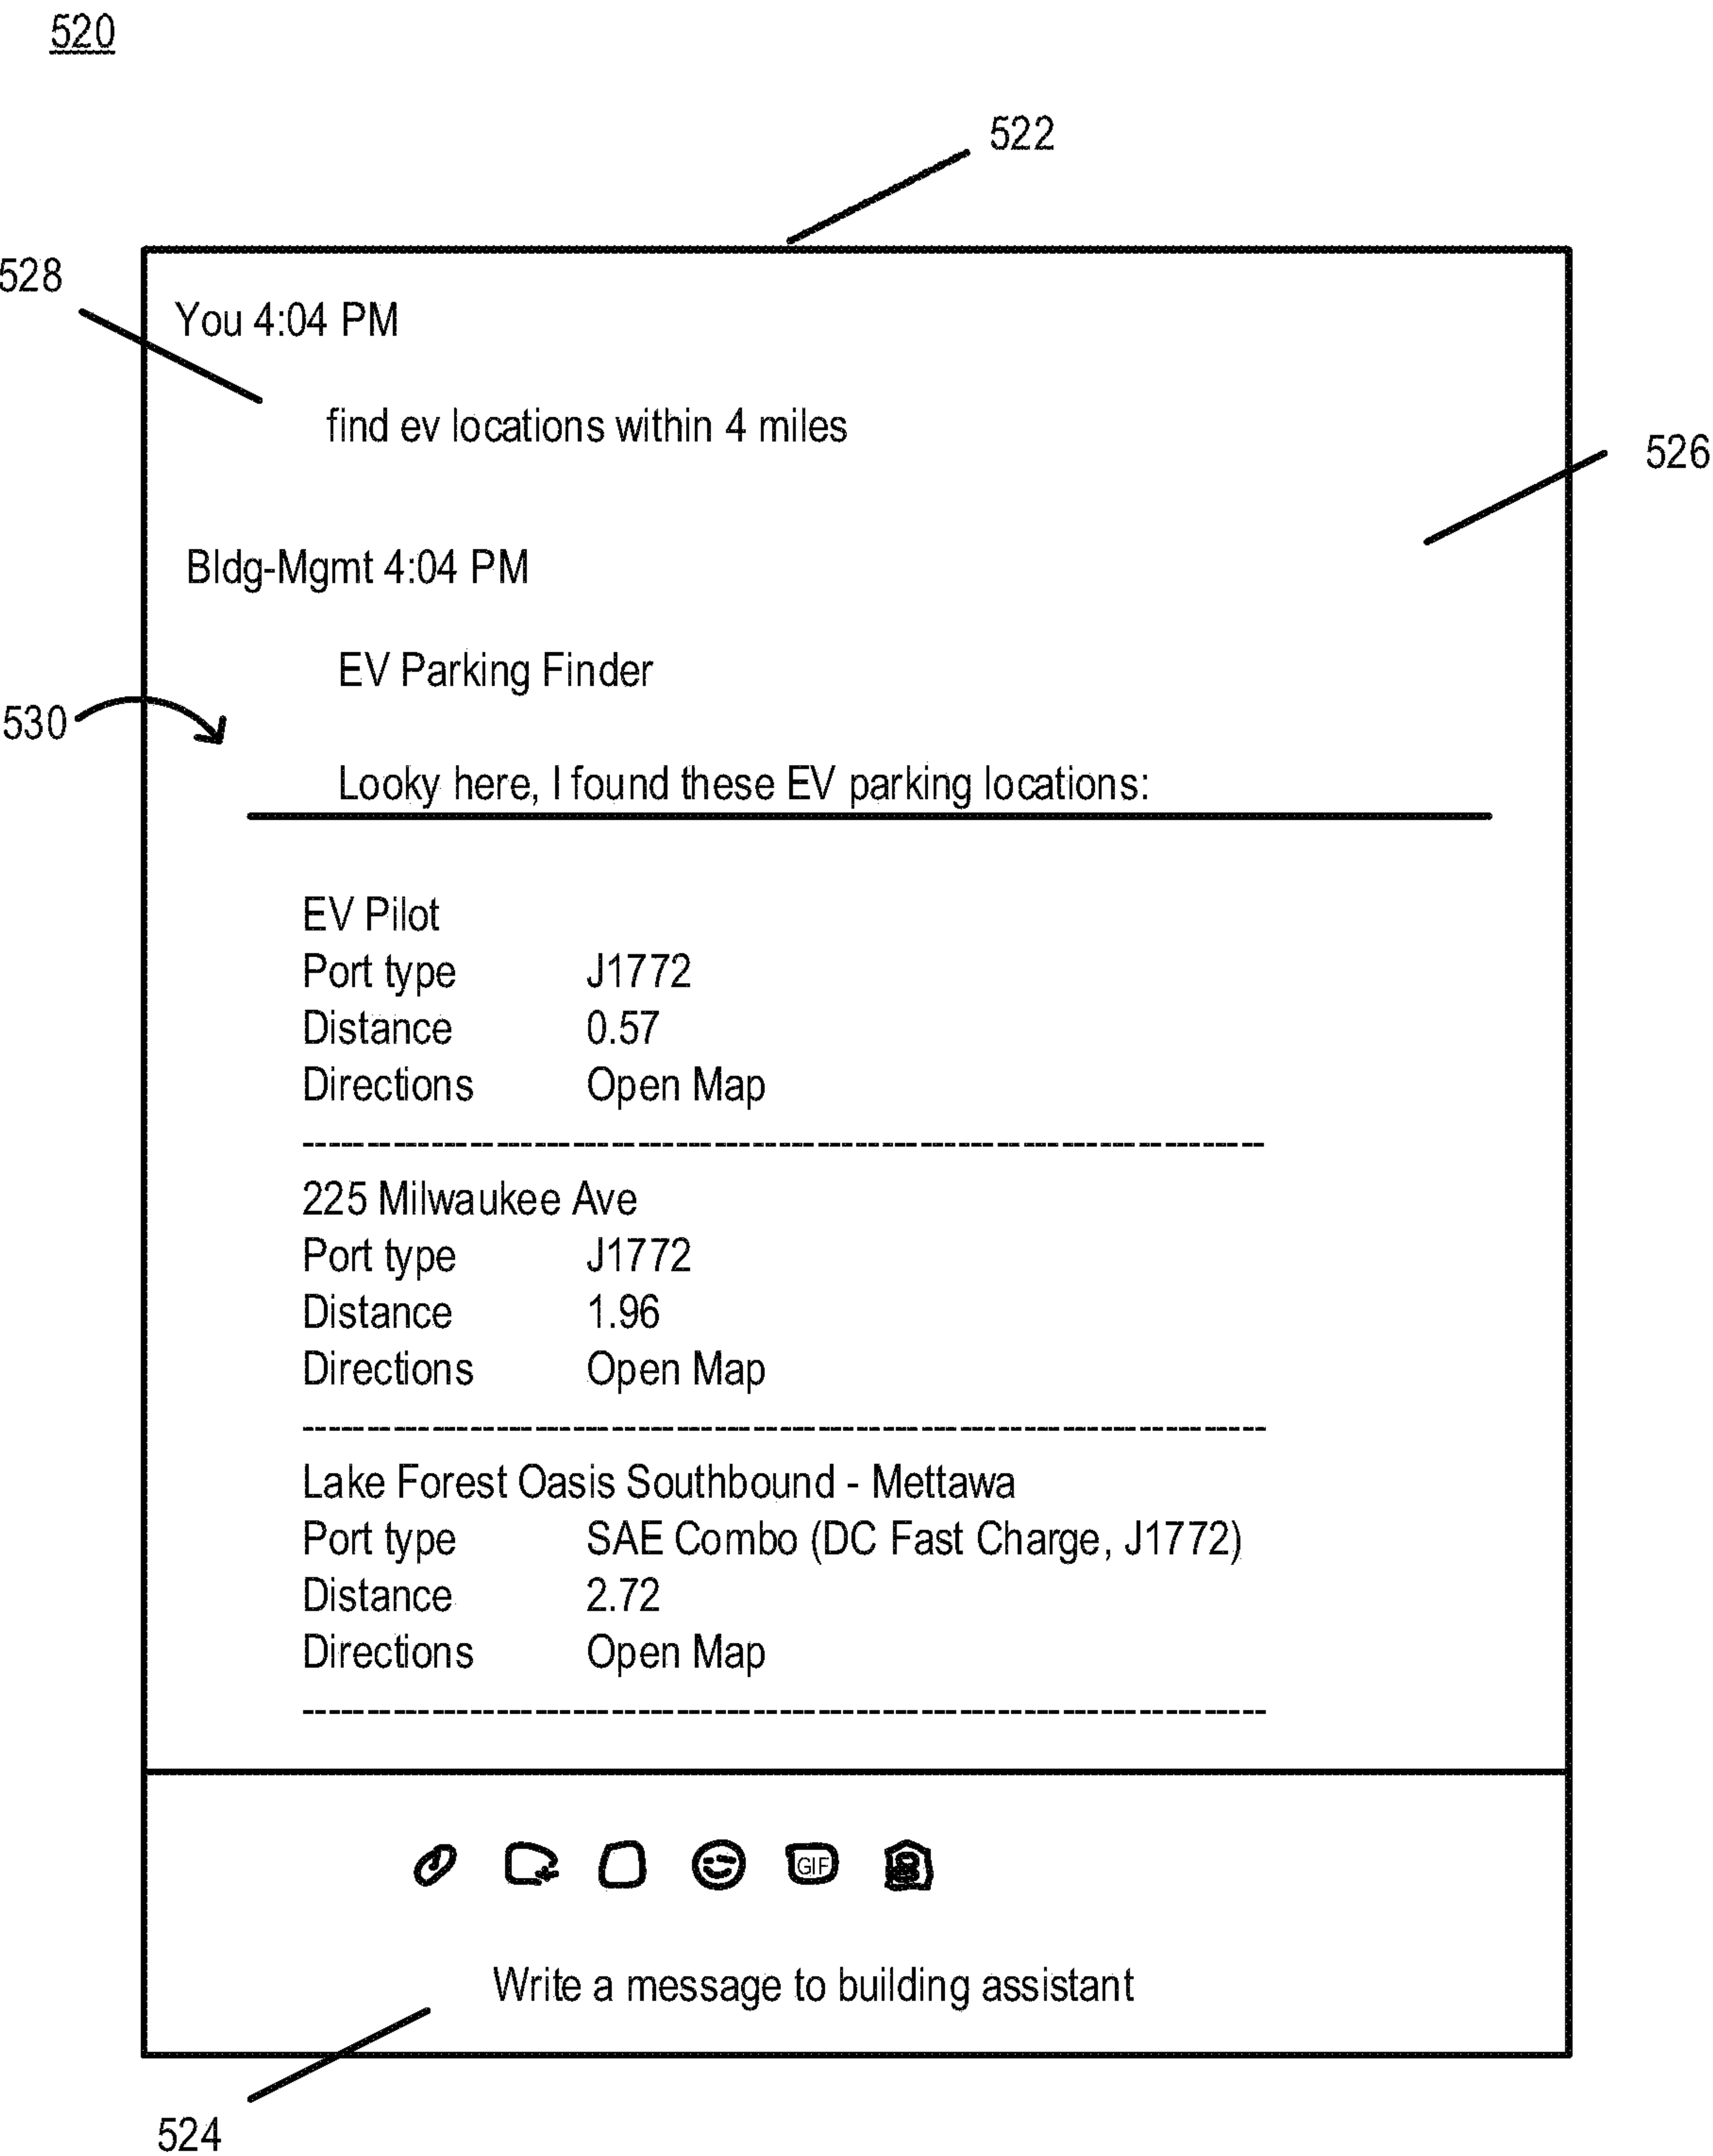 520
522
528
You 4:04 PM
find ev locations within 4 miles
526
Bldg-Mgmt 4:04 PM
EV Parking Finder
530
Looky here, I found these EV parking locations:
EV Pilot
Port type J1772
Distance 0.57
Directions Open Map
225 Milwaukee Ave
Port type J1772
Distance 1.96
Directions Open Map
Lake Forest Oasis Southbound - Mettawa
Port type SAE Combo (DC Fast Charge, J1772)
Distance 2.72
Directions Open Map
GIF
Write a message to building assistant
524